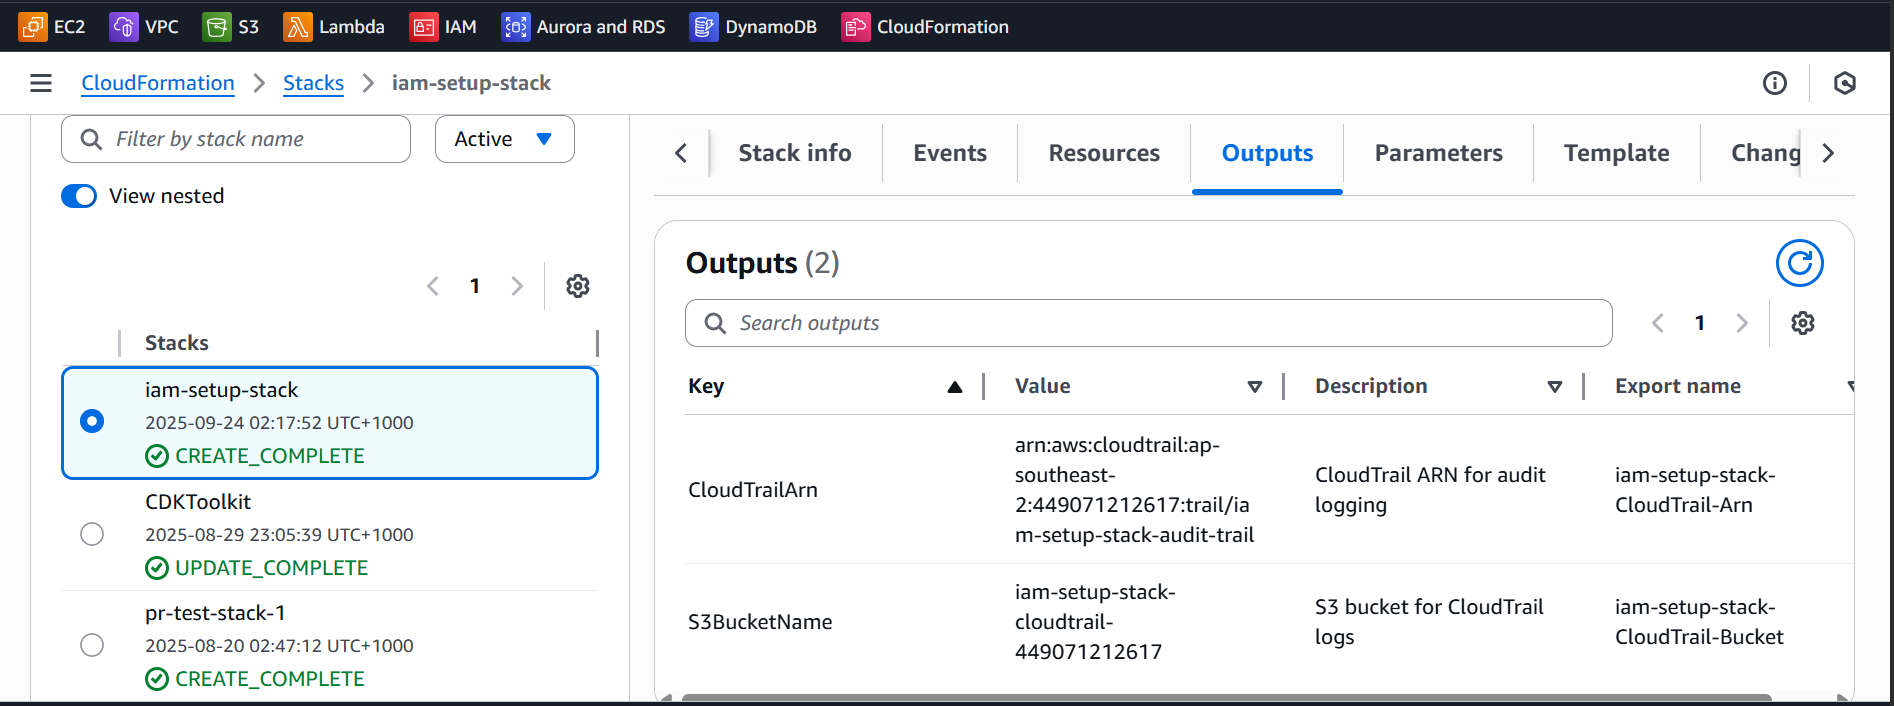 EC2 VPC S3 Lambda IAM Aurora and RDS DynamoDB CloudFormation
CloudFormation Stacks iam-setup-stack
Filter by stack name Active
View nested
1
Stacks
iam-setup-stack
2025-09-24 02:17:52 UTC+1000
CREATE_COMPLETE
CDKToolkit
2025-08-29 23:05:39 UTC+1000
UPDATE_COMPLETE
pr-test-stack-1
2025-08-20 02:47:12 UTC+1000
CREATE_COMPLETE
Stack info Events Resources Outputs Parameters Template Chang
Outputs (2)
Search outputs 1
Key Value Description Export name
CloudTrailArn
arn:aws:cloudtrail:ap-
southeast-
2:449071212617:trail/ia
m-setup-stack-audit-trail
CloudTrail ARN for audit
logging
iam-setup-stack-
CloudTrail-Arn
S3BucketName
iam-setup-stack-
cloudtrail-
449071212617
S3 bucket for CloudTrail
logs
iam-setup-stack-
CloudTrail-Bucket